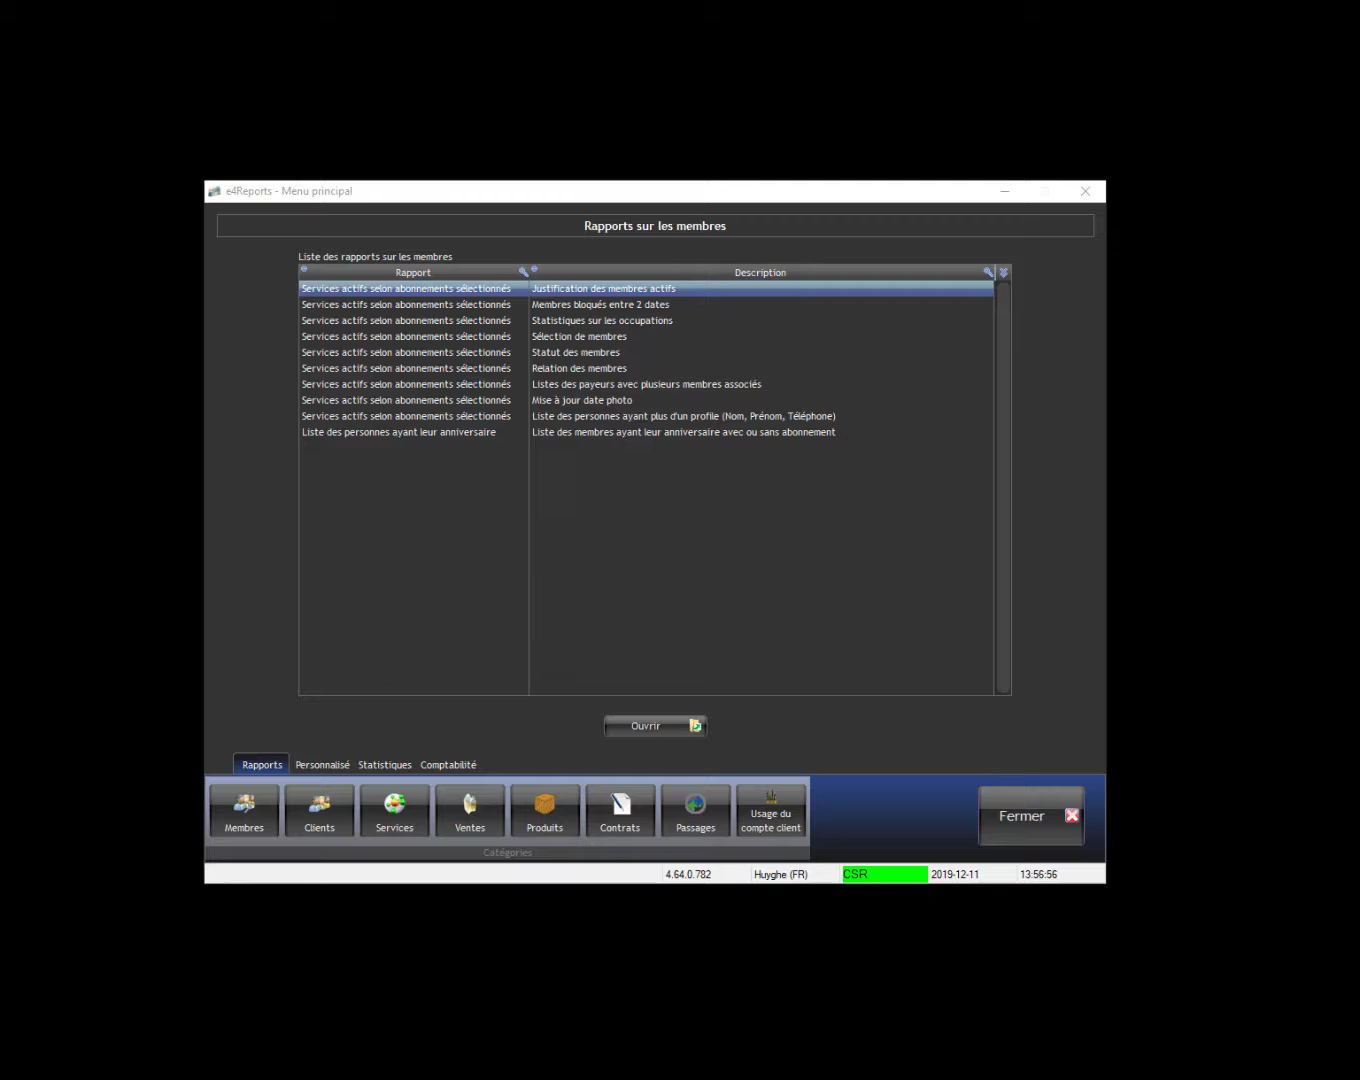 e4Reports - Menu principal
Rapports sur les membres
Liste des rapports sur les membres
Rapport Description
Services actifs selon abonnements sélectionnés Justification des membres actifs
Services actifs selon abonnements sélectionnés Membres bloqués entre 2 dates
Services actifs selon abonnements sélectionnés Statistiques sur les occupations
Services actifs selon abonnements sélectionnés Sélection de membres
Services actifs selon abonnements sélectionnés Statut des membres
Services actifs selon abonnements sélectionnés Relation des membres
Services actifs selon abonnements sélectionnés Listes des payeurs avec plusieurs membres associés
Services actifs selon abonnements sélectionnés Mise à jour date photo
Services actifs selon abonnements sélectionnés Liste des personnes ayant plus d'un profile (Nom, Prénom, Téléphone)
Liste des personnes ayant leur anniversaire Liste des membres ayant leur anniversaire avec ou sans abonnement
Ouvrir
Rapports Personnalisé Statistiques Comptabilité
Membres Clients Services Ventes Produits Contrats Passages Usage du compte client
Fermer
Catégories
4.64.0.782 Huyghe (FR) CSR 2019-12-11 13:56:56